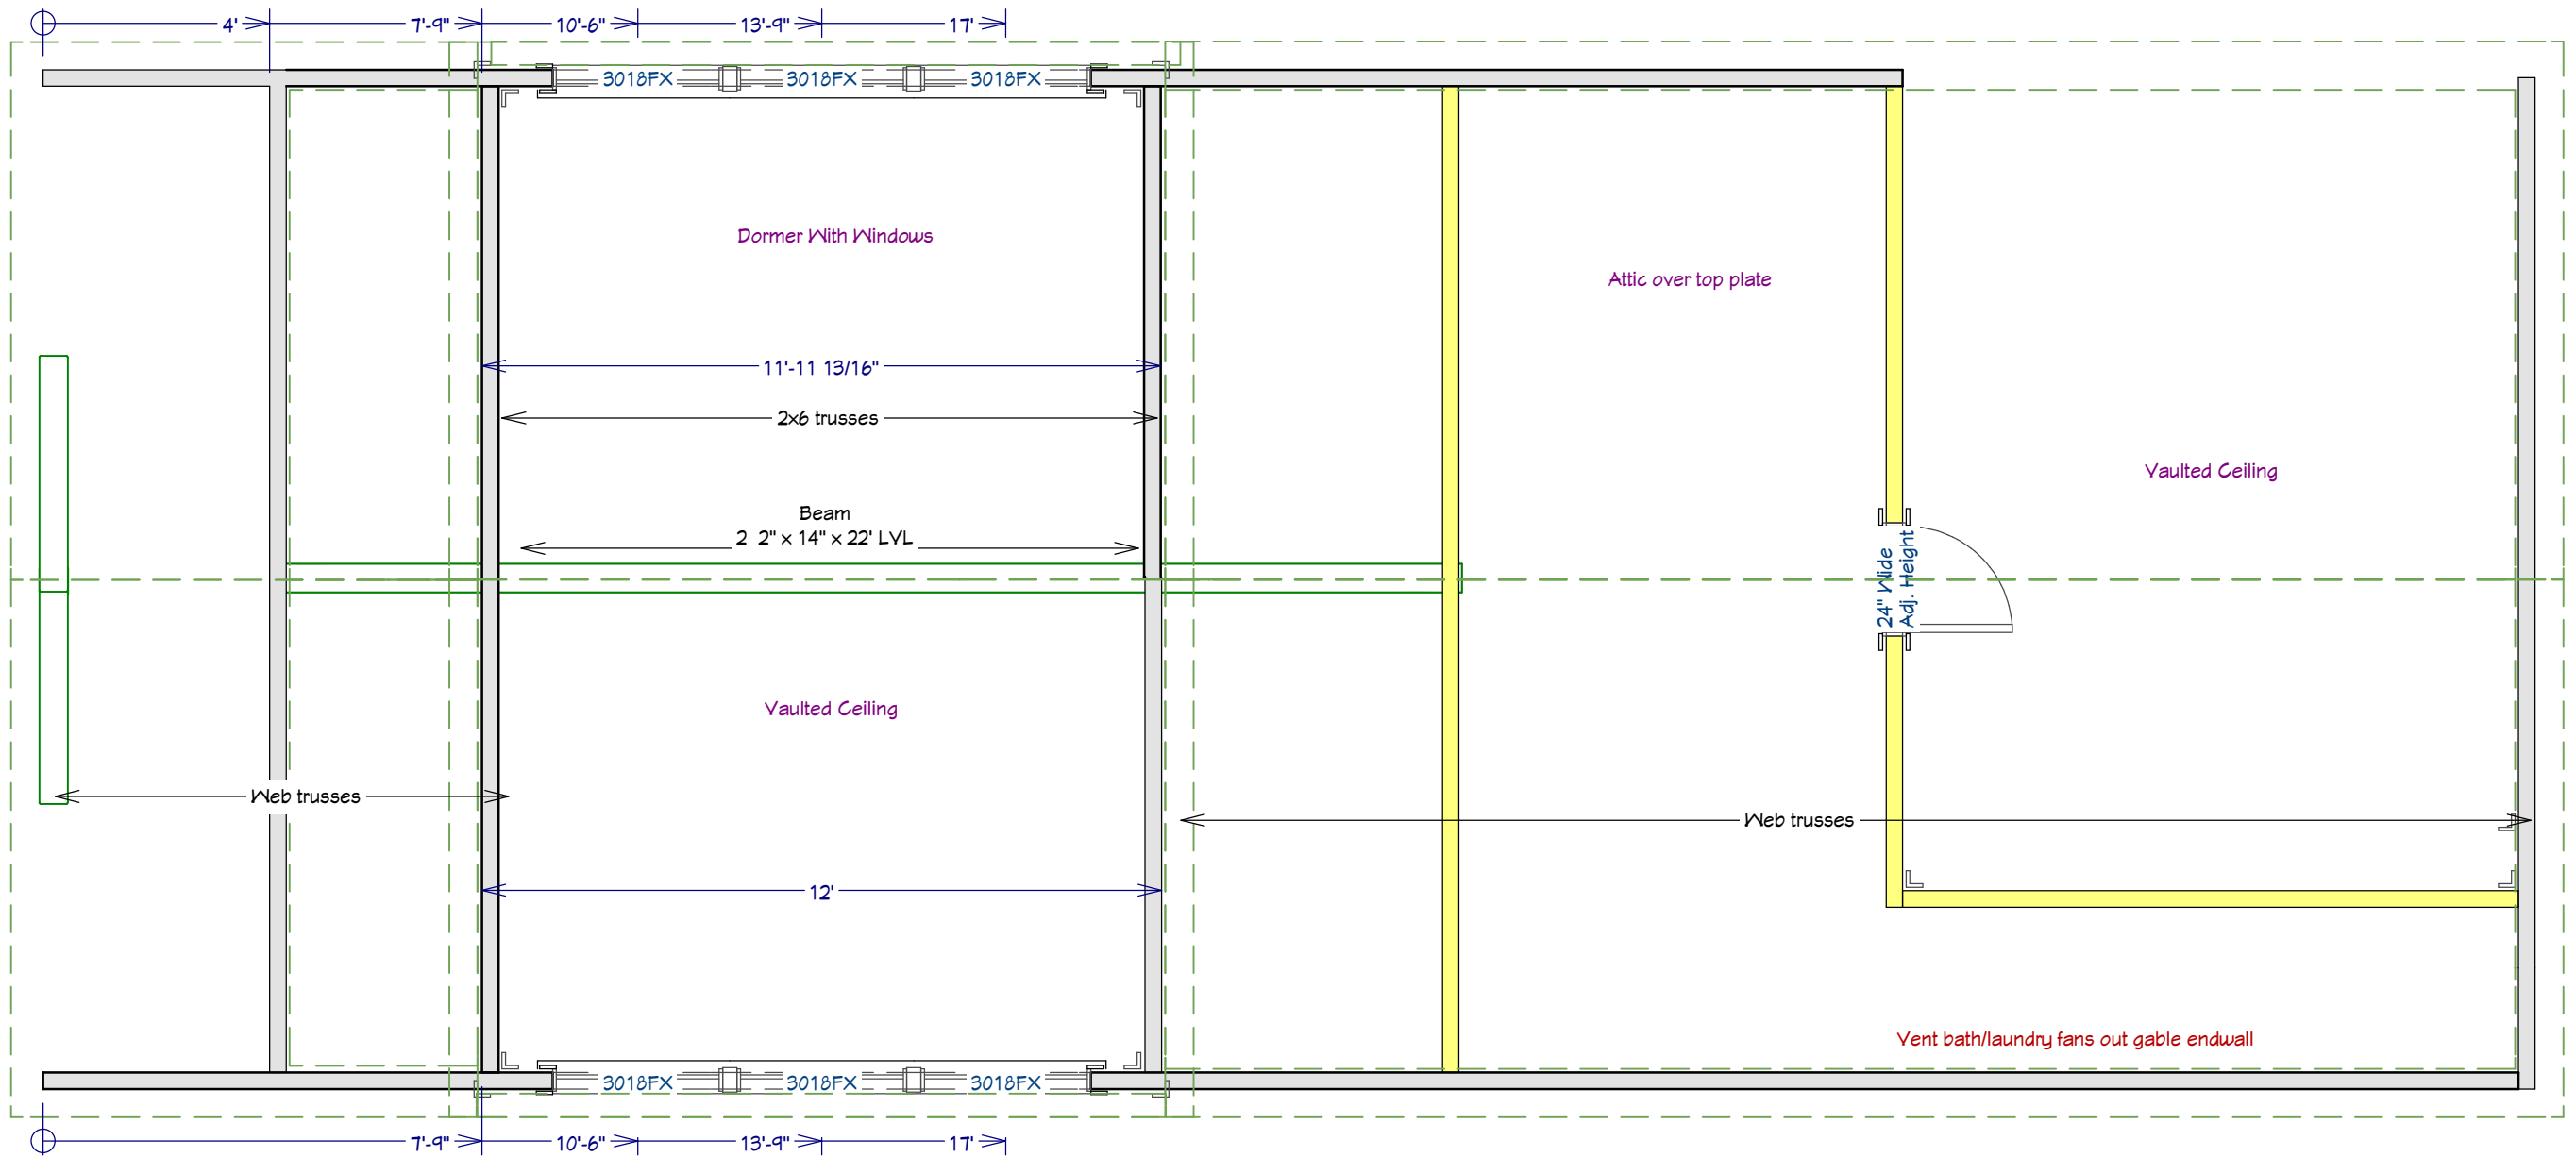 4' 7'-9" 10'-6" 13'-9" 17'
3018FX 3018FX 3018FX
Dormer With Windows
Attic over top plate
11'-11 13/16"
2x6 trusses
Vaulted Ceiling
Beam
2 2" x 14" x 22' LVL
24" Wide
Adj. Height
Vaulted Ceiling
Web trusses
Web trusses
12'
Vent bath/laundry fans out gable endwall
3018FX 3018FX 3018FX
7'-9" 10'-6" 13'-9" 17'